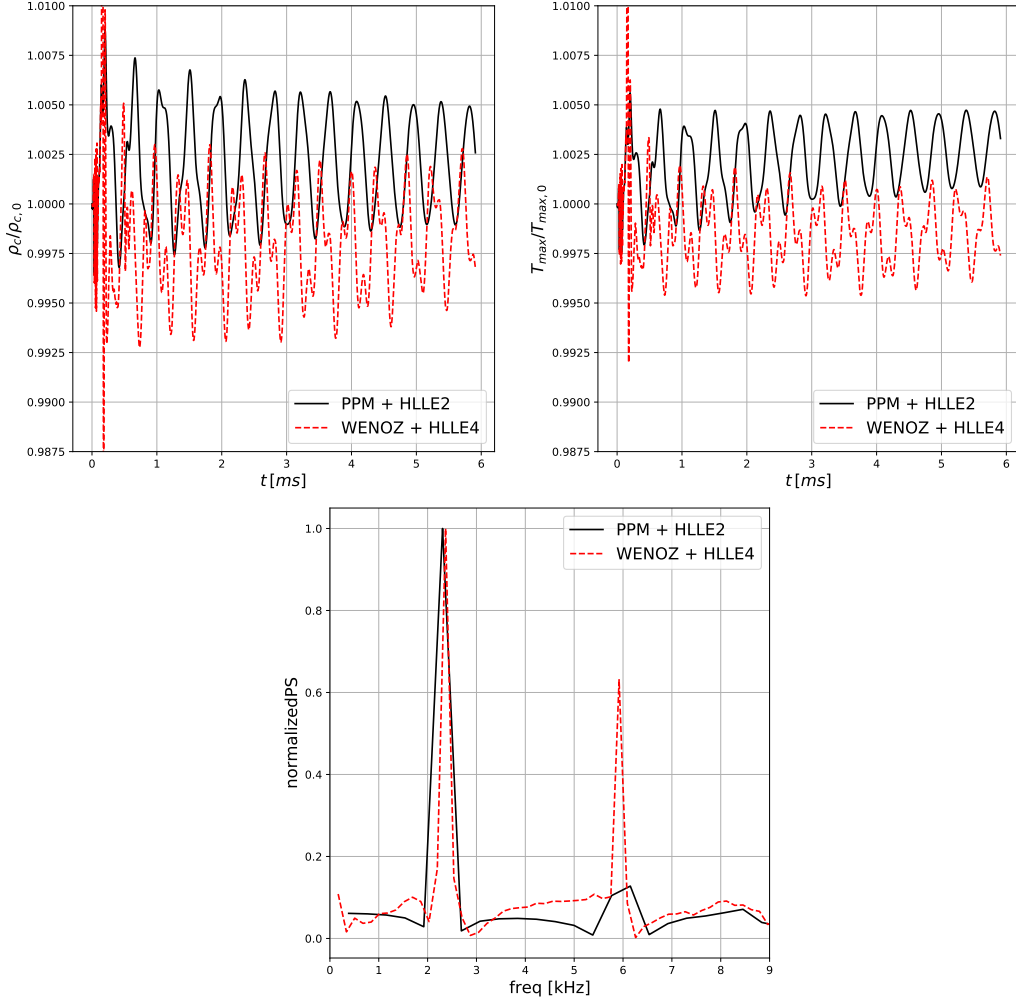 1.0100
1.0075
1.0050
1.0025
1.0000
0.9975
0.9950
0.9925
0.9900
0.9875
ρc/ρc, 0
0 1 2 3 4 5 6
t [ms]
PPM + HLLE2
WENOZ + HLLE4
1.0100
1.0075
1.0050
1.0025
1.0000
0.9975
0.9950
0.9925
0.9900
0.9875
Tmax/Tmax, 0
0 1 2 3 4 5 6
t [ms]
PPM + HLLE2
WENOZ + HLLE4
1.0
0.8
0.6
0.4
0.2
0.0
normalizedPS
0 1 2 3 4 5 6 7 8 9
freq [kHz]
PPM + HLLE2
WENOZ + HLLE4